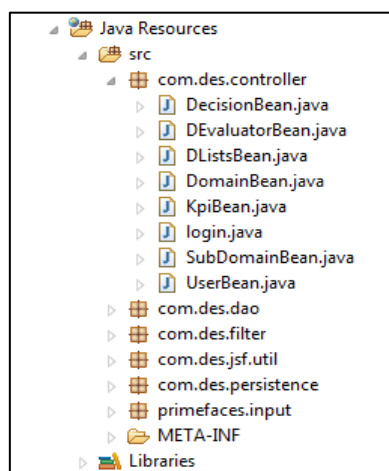 Java Resources
src
com.des.controller
DecisionBean.java
DEvaluatorBean.java
DListsBean.java
DomainBean.java
KpiBean.java
login.java
SubDomainBean.java
UserBean.java
com.des.dao
com.des.filter
com.des.jsf.util
com.des.persistence
primefaces.input
META-INF
Libraries